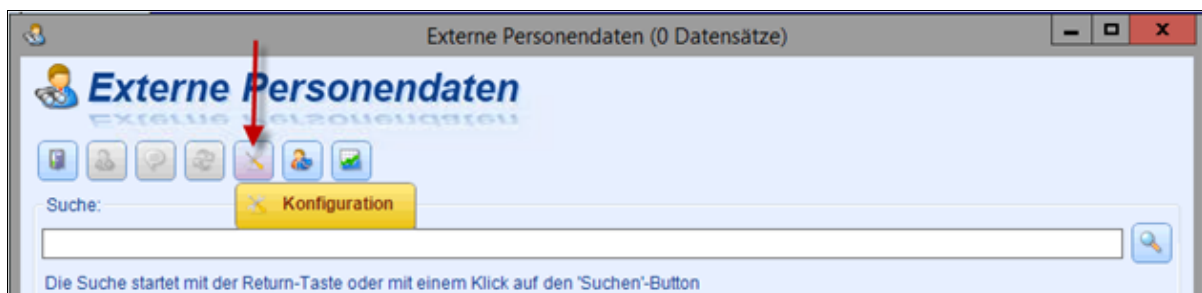 Externe Personendaten (0 Datensätze)
Externe Personendaten
Konfiguration
Suche:
Die Suche startet mit der Return-Taste oder mit einem Klick auf den 'Suchen'-Button